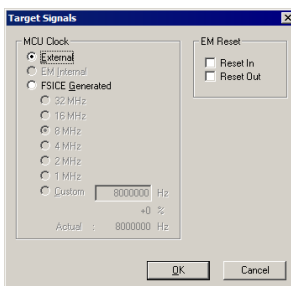 Target Signals
MCU Clock
External
EM Internal
FSICE Generated
32 MHz
16 MHz
8 MHz
4 MHz
2 MHz
1 MHz
Custom 8000000 Hz
+0 %
Actual : 8000000 Hz
EM Reset
Reset In
Reset Out
OK Cancel